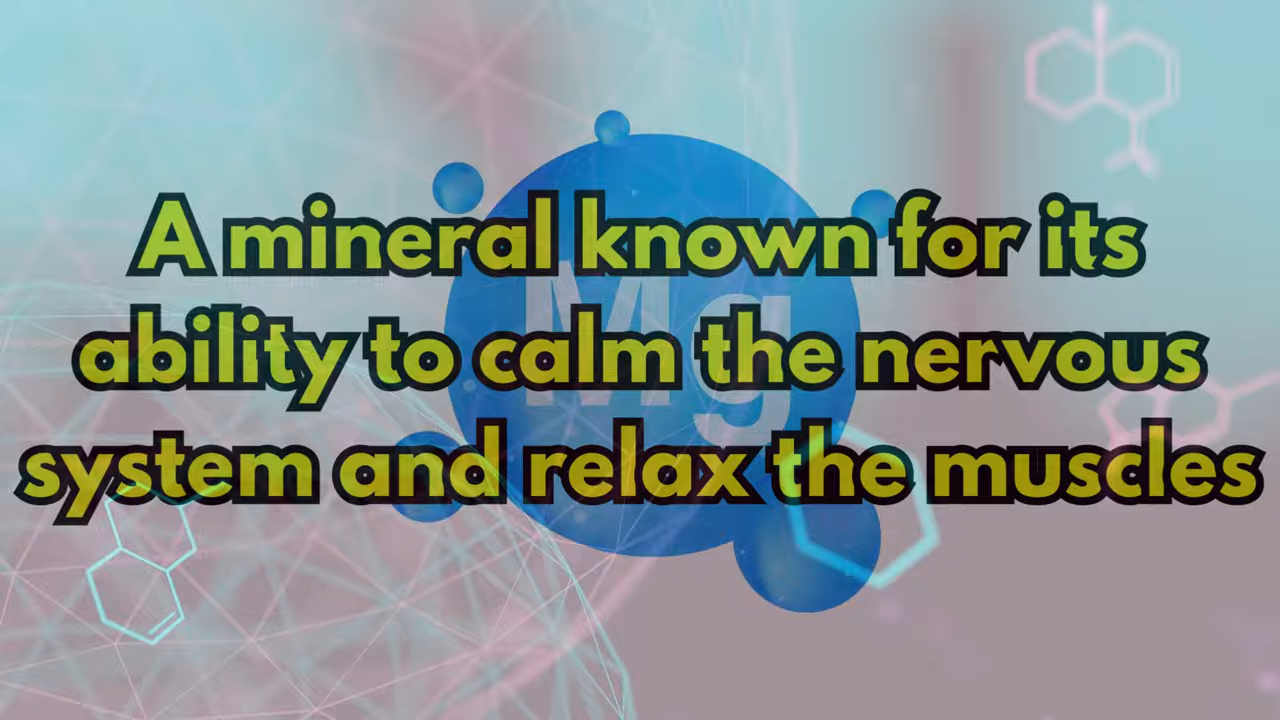 A mineral known for its
Mg
ability to calm the nervous
system and relax the muscles